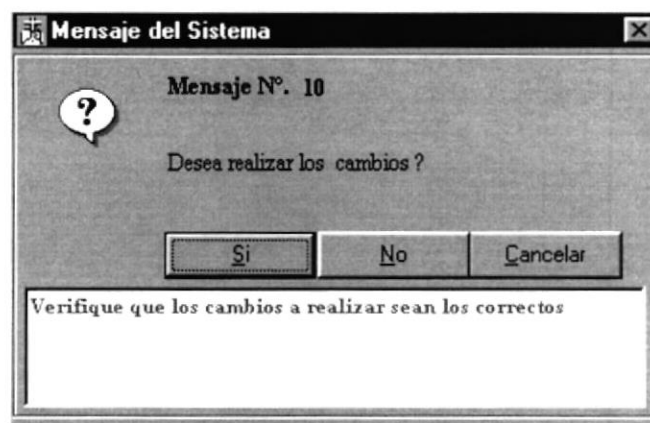 Mensaje del Sistema
Mensaje Nº. 10
?
Desea realizar los cambios ?
Si
No
Cancelar
Verifique que los cambios a realizar sean los correctos